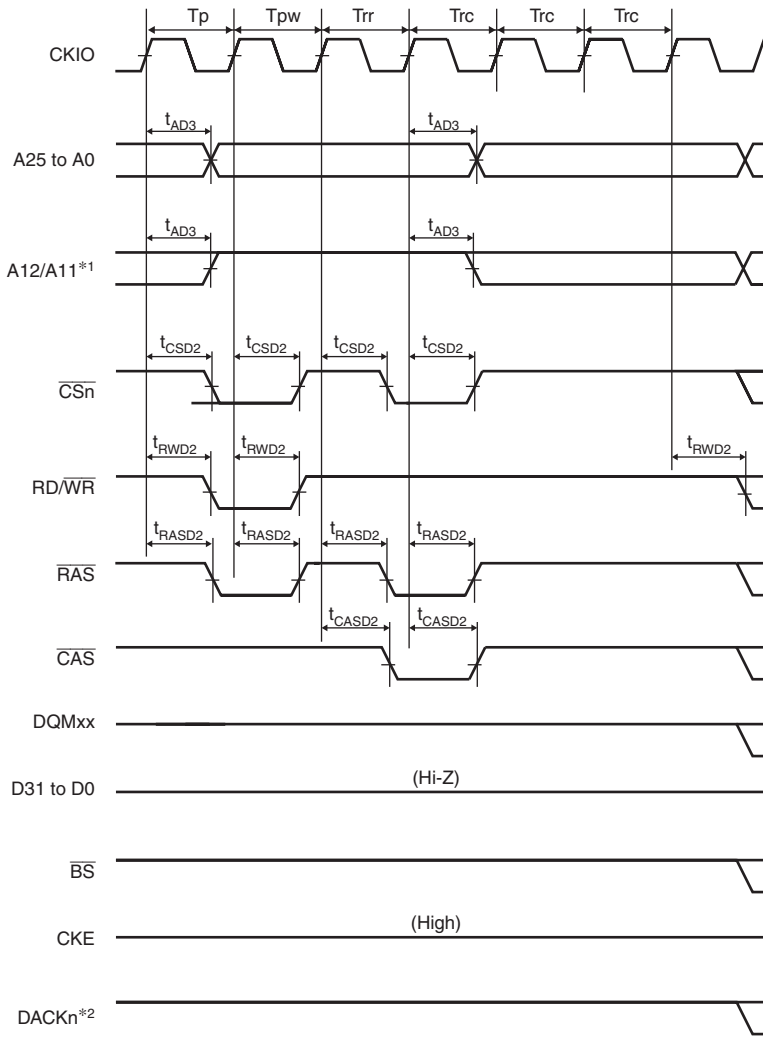 Tp Tpw Trr Trc Trc Trc
CKIO
tAD3 tAD3
A25 to A0
tAD3 tAD3
A12/A11*1
tCSD2 tCSD2 tCSD2 tCSD2
CSn
tRWD2 tRWD2 tRWD2
RD/WR
tRASD2 tRASD2 tRASD2 tRASD2
RAS
tCASD2 tCASD2
CAS
DQMxx
(Hi-Z)
D31 to D0
BS
(High)
CKE
DACKn*2